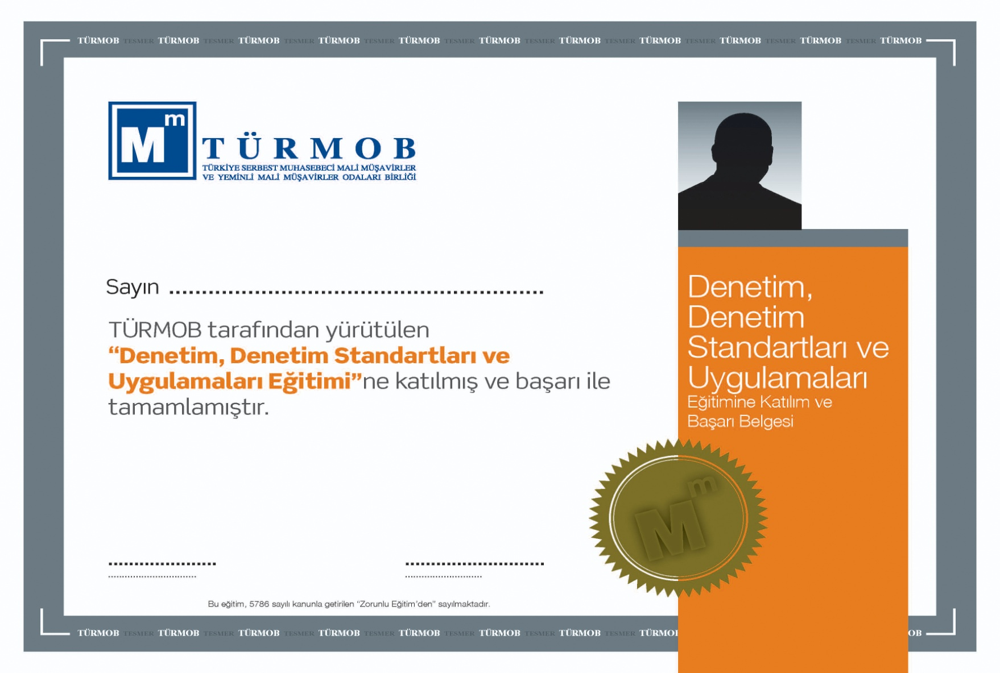 TÜRMOB TESMER TÜRMOB TESMER TÜRMOB TESMER TÜRMOB TESMER TÜRMOB TESMER TÜRMOB TESMER TÜRMOB TESMER TÜRMOB TESMER TÜRMOB TESMER TÜRMOB TESMER TÜRMOB
Mm
TÜRMOB
TÜRKİYE SERBEST MUHASEBECİ MALİ MÜŞAVİRLER
VE YEMİNLİ MALİ MÜŞAVİRLER ODALARI BİRLİĞİ
Sayın ........................................................
TÜRMOB tarafından yürütülen
“Denetim, Denetim Standartları ve
Uygulamaları Eğitimi”ne katılmış ve başarı ile
tamamlamıştır.
Denetim,
Denetim
Standartları ve
Uygulamaları
Eğitimine Katılım ve
Başarı Belgesi
Mm
Bu eğitim, 5786 sayılı kanunla getirilen “Zorunlu Eğitim’den” sayılmaktadır.
TÜRMOB TESMER TÜRMOB TESMER TÜRMOB TESMER TÜRMOB TESMER TÜRMOB TESMER TÜRMOB TESMER TÜRMOB TESMER TÜRMO OB